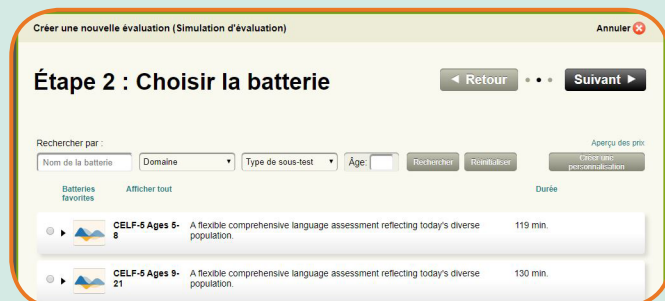 Créer une nouvelle évaluation (Simulation d'évaluation) Annuler
Étape 2 : Choisir la batterie
◄ Retour Suivant ►
Rechercher par : Aperçu des prix
Nom de la batterie Domaine Type de sous-test Âge: Rechercher Réinitialiser Créer une
personnalisation
Batteries Afficher tout Durée
favorites
CELF-5 Ages 5- A flexible comprehensive language assessment reflecting today's diverse 119 min.
8 population.
CELF-5 Ages 9- A flexible comprehensive language assessment reflecting today's diverse 130 min.
21 population.